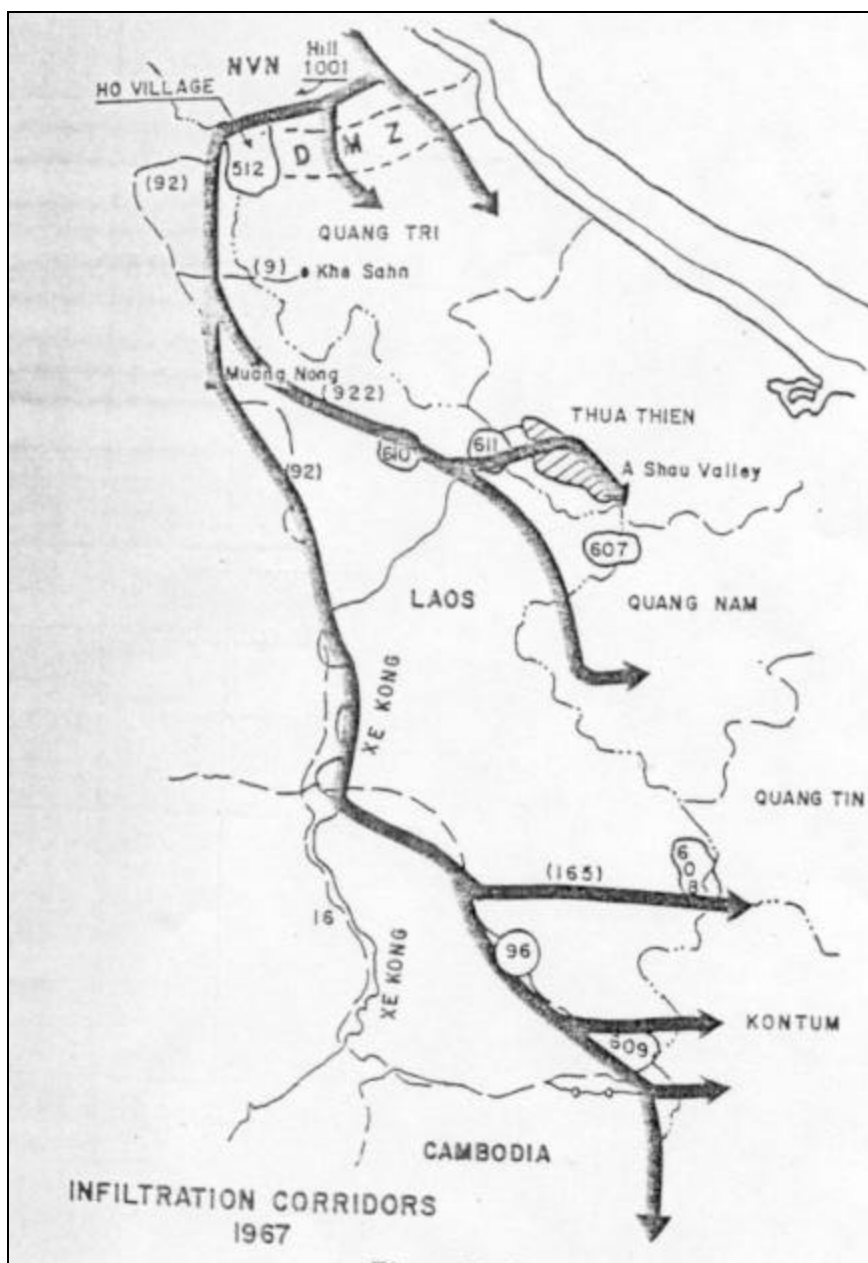 NVN
Hill
1001
HO VILLAGE
D M Z
512
(92)
QUANG TRI
(9)
Khe Sahn
Muang Nong
(922)
THUA THIEN
610
611
A Shau Valley
(92)
607
LAOS
QUANG NAM
XE KONG
QUANG TIN
608
(165)
16
96
XE KONG
KONTUM
609
CAMBODIA
INFILTRATION CORRIDORS
1967